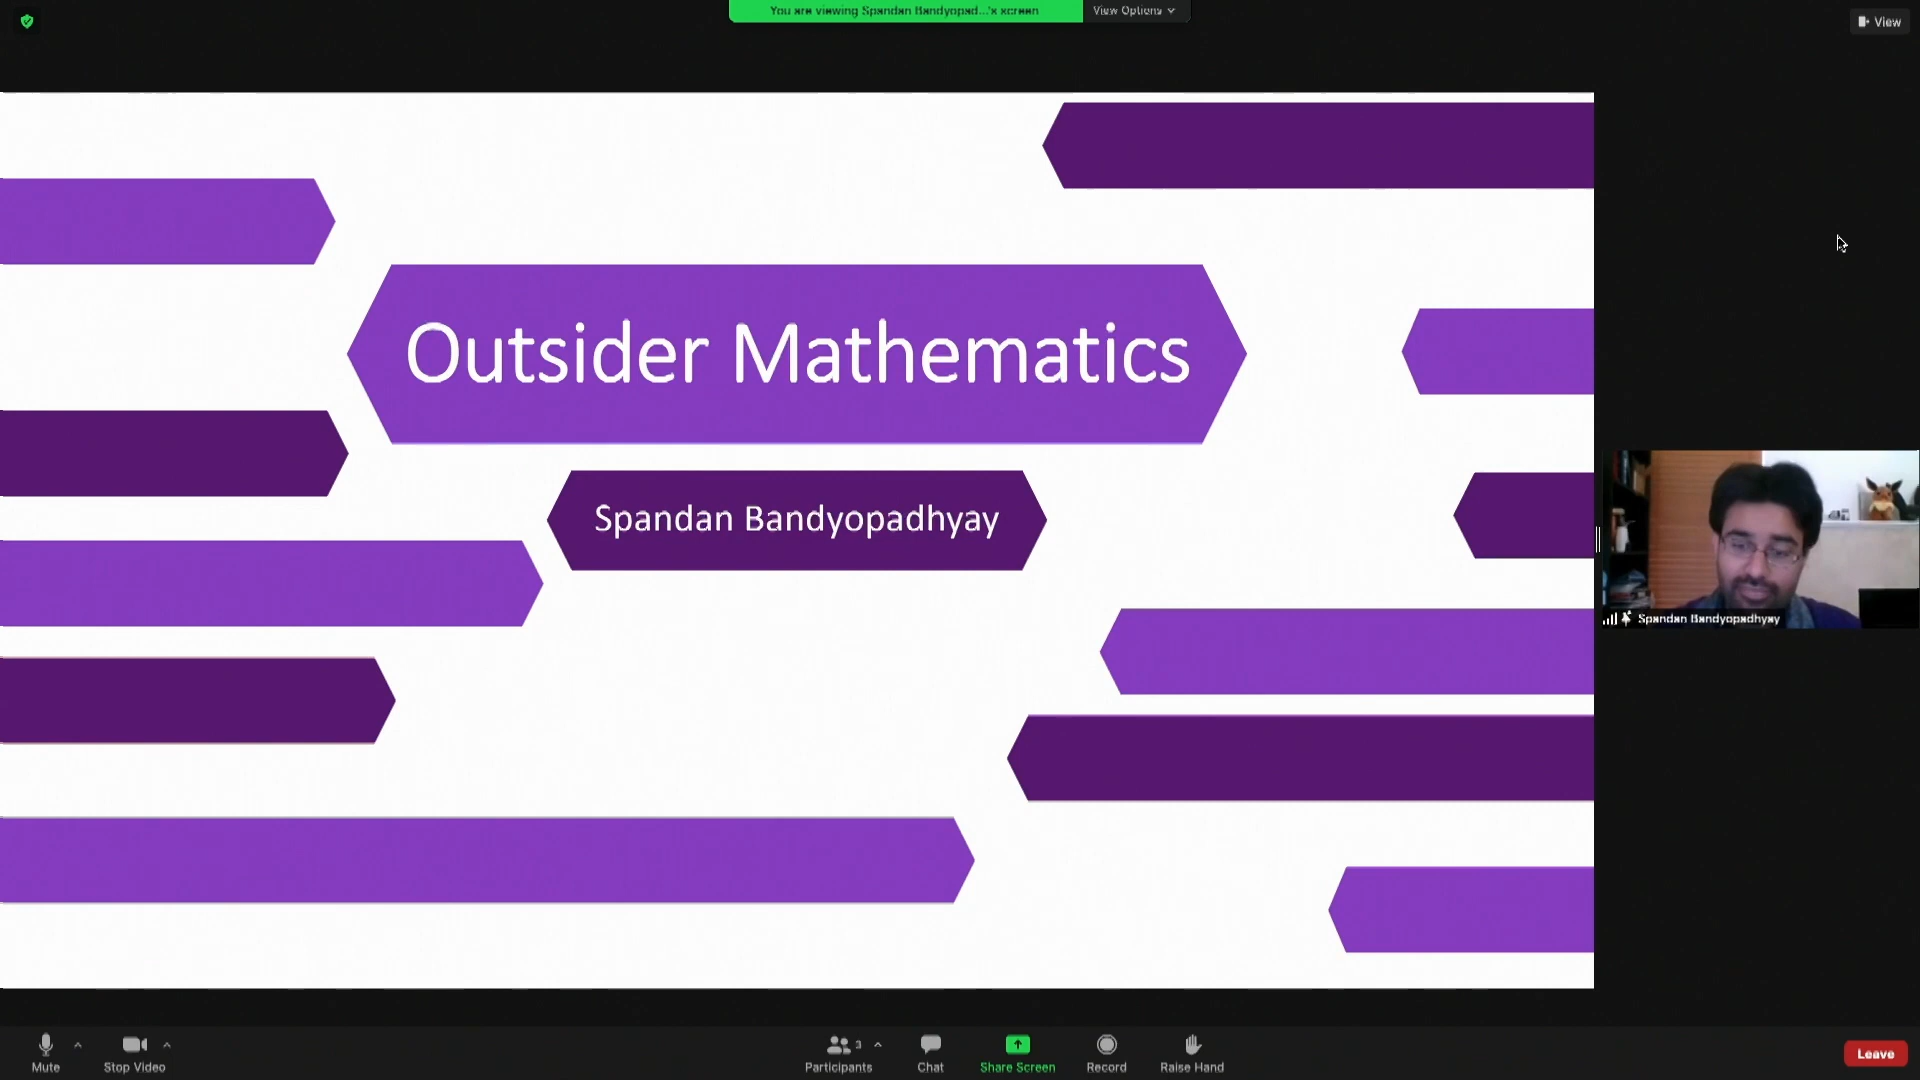 You are viewing Spandan Bandyopad...'s screen
View Options
View
Outsider Mathematics
Spandan Bandyopadhyay
Spandan Bandyopadhyay
Mute
Stop Video
Participants
3
Chat
Share Screen
Record
Raise Hand
Leave